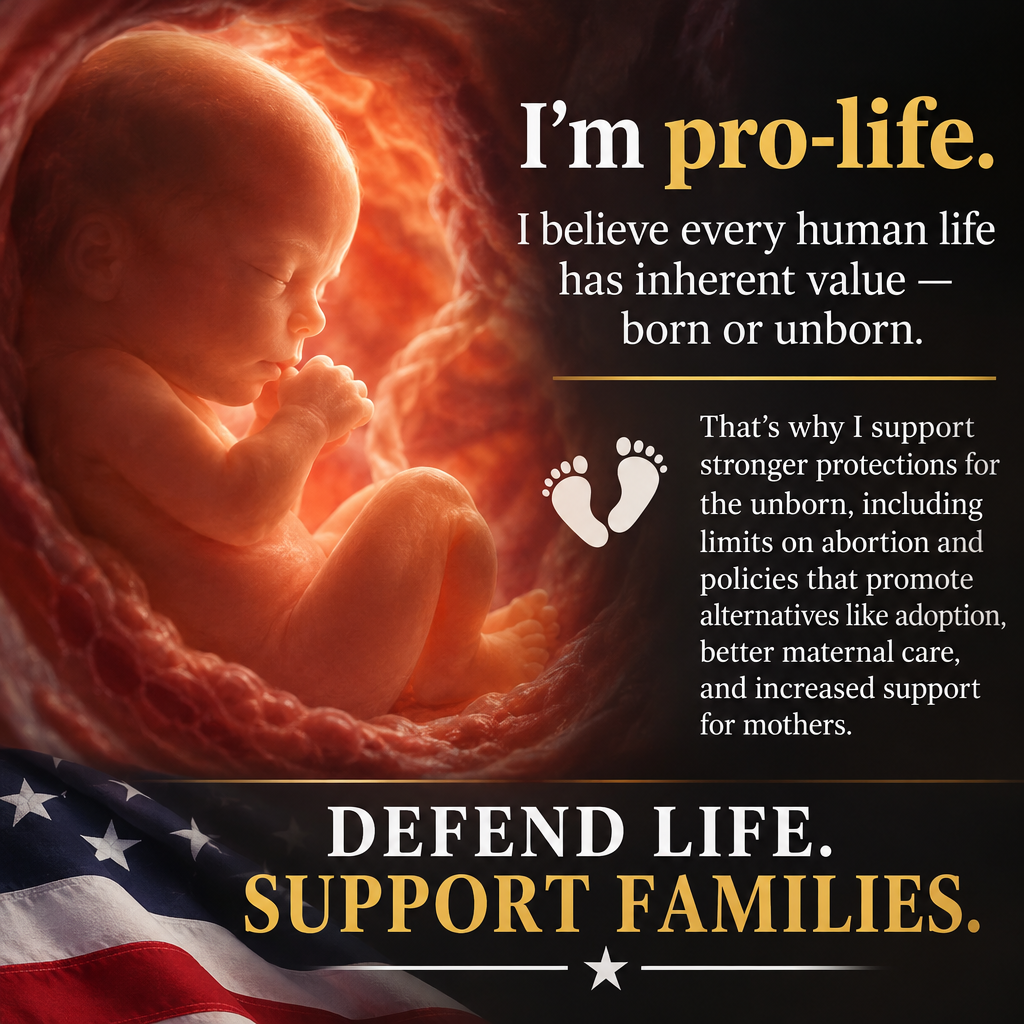 I’m pro-life.
I believe every human life
has inherent value —
born or unborn.
That’s why I support
stronger protections for
the unborn, including
limits on abortion and
policies that promote
alternatives like adoption,
better maternal care,
and increased support
for mothers.
DEFEND LIFE.
SUPPORT FAMILIES.